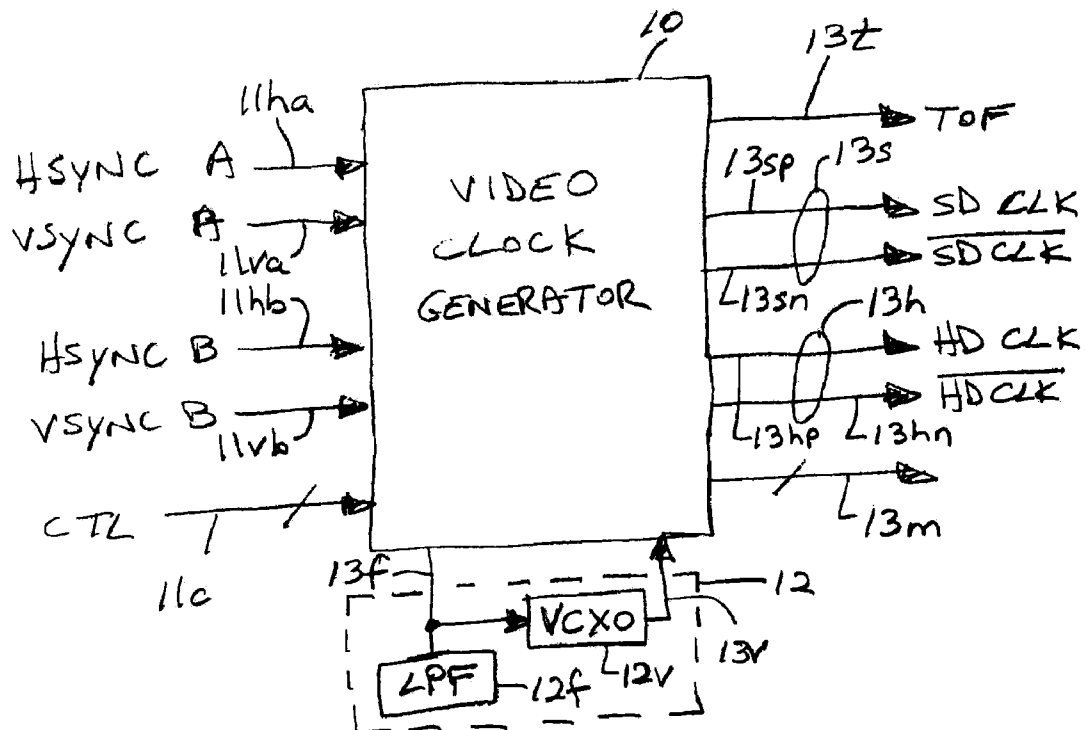 10
13t
TOF
11ha
HSYNC A
VSYNC A
11va
11hb
HSYNC B
VSYNC B
11vb
CTL
11c
VIDEO
CLOCK
GENERATOR
13sp
13s
SD CLK
SD CLK
13sn
13h
HD CLK
HD CLK
13hp
13hn
13m
13f
12
VCXO
13v
12v
LPF
12f